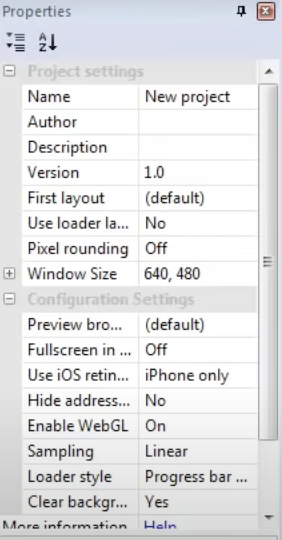 Properties
A
Z
Project settings
Name New project
Author
Description
Version 1.0
First layout (default)
Use loader la... No
Pixel rounding Off
Window Size 640, 480
Configuration Settings
Preview bro... (default)
Fullscreen in ... Off
Use iOS retin... iPhone only
Hide address... No
Enable WebGL On
Sampling Linear
Loader style Progress bar ...
Clear backgr... Yes
More information Help